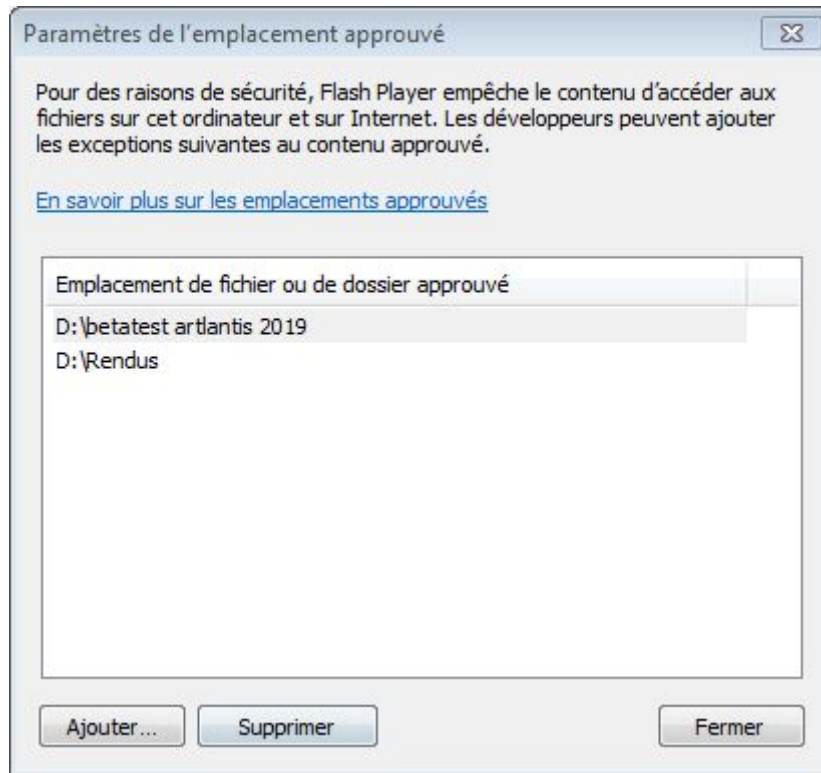 Paramètres de l'emplacement approuvé
Pour des raisons de sécurité, Flash Player empêche le contenu d'accéder aux
fichiers sur cet ordinateur et sur Internet. Les développeurs peuvent ajouter
les exceptions suivantes au contenu approuvé.
En savoir plus sur les emplacements approuvés
Emplacement de fichier ou de dossier approuvé
D:\betatest artlantis 2019
D:\Rendus
Ajouter... Supprimer Fermer